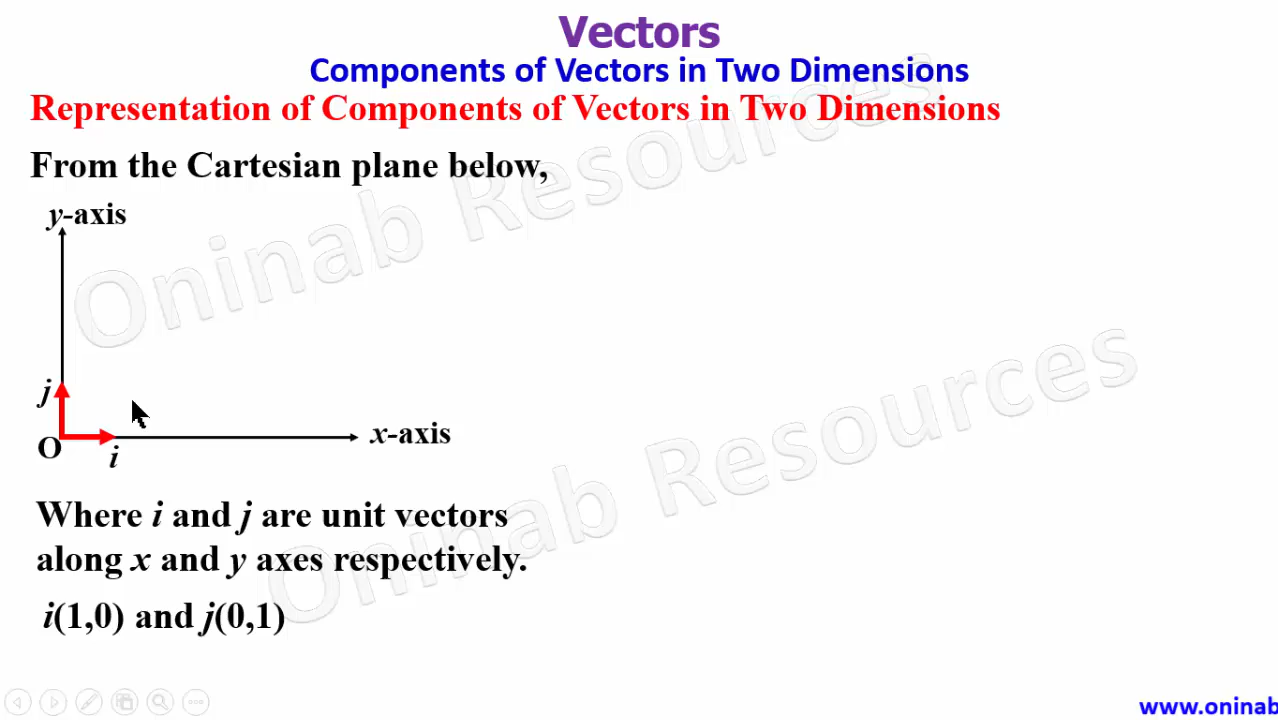 Vectors
Components of Vectors in Two Dimensions
Representation of Components of Vectors in Two Dimensions
From the Cartesian plane below,
y-axis
j
O
i
x-axis
Where i and j are unit vectors
along x and y axes respectively.
i(1,0) and j(0,1)
Oninab Resources
Oninab Resources
www.oninab